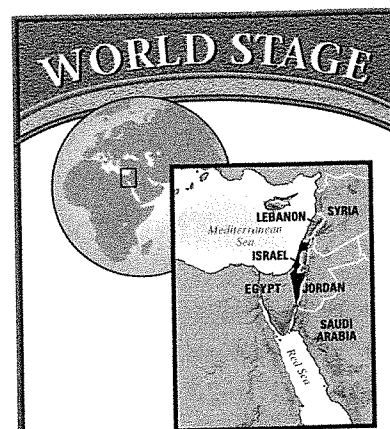 WORLD STAGE
LEBANON
SYRIA
Mediterranean
Sea
ISRAEL
EGYPT
JORDAN
SAUDI
ARABIA
Red Sea